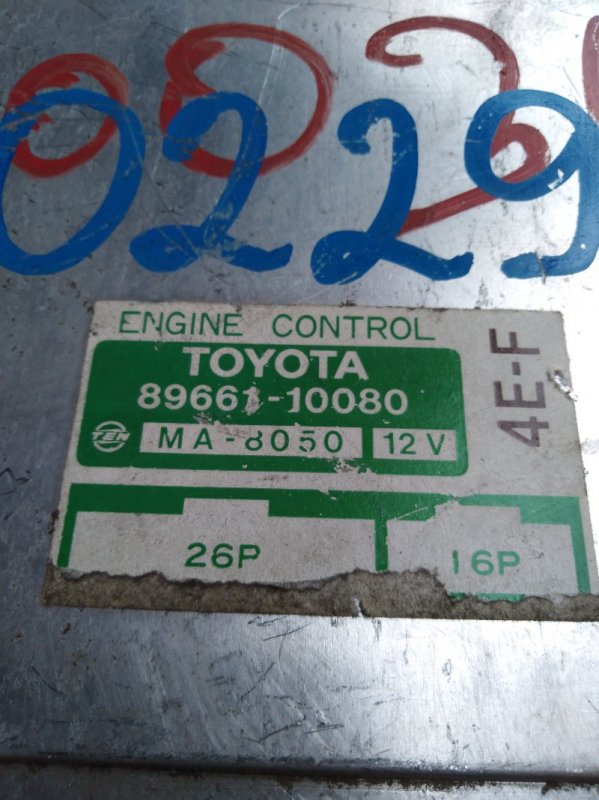 0229
ENGINE CONTROL
TOYOTA
89661-10080
TEN MA-8050 12V
4E-F
26P 16P